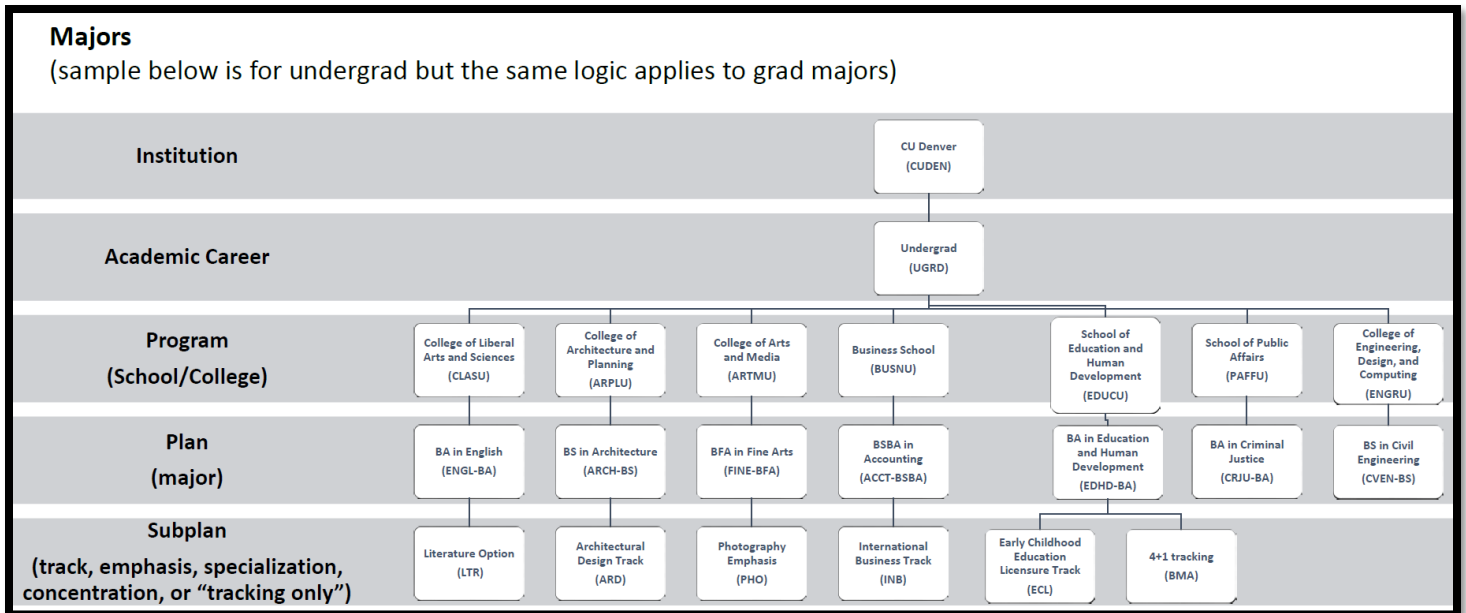 Majors
(sample below is for undergrad but the same logic applies to grad majors)
Institution
CU Denver
(CUDEN)
Academic Career
Undergrad
(UGRD)
Program
(School/College)
College of Liberal
Arts and Sciences
(CLASU)
College of
Architecture and
Planning
(ARPLU)
College of Arts
and Media
(ARTMU)
Business School
(BUSNU)
School of
Education and
Human
Development
(EDUCU)
School of Public
Affairs
(PAFFU)
College of
Engineering,
Design, and
Computing
(ENGRU)
Plan
(major)
BA in English
(ENGL-BA)
BS in Architecture
(ARCH-BS)
BFA in Fine Arts
(FINE-BFA)
BSBA in
Accounting
(ACCT-BSBA)
BA in Education
and Human
Development
(EDHD-BA)
BA in Criminal
Justice
(CRJU-BA)
BS in Civil
Engineering
(CVEN-BS)
Subplan
(track, emphasis, specialization,
concentration, or “tracking only”)
Literature Option
(LTR)
Architectural
Design Track
(ARD)
Photography
Emphasis
(PHO)
International
Business Track
(INB)
Early Childhood
Education
Licensure Track
(ECL)
4+1 tracking
(BMA)